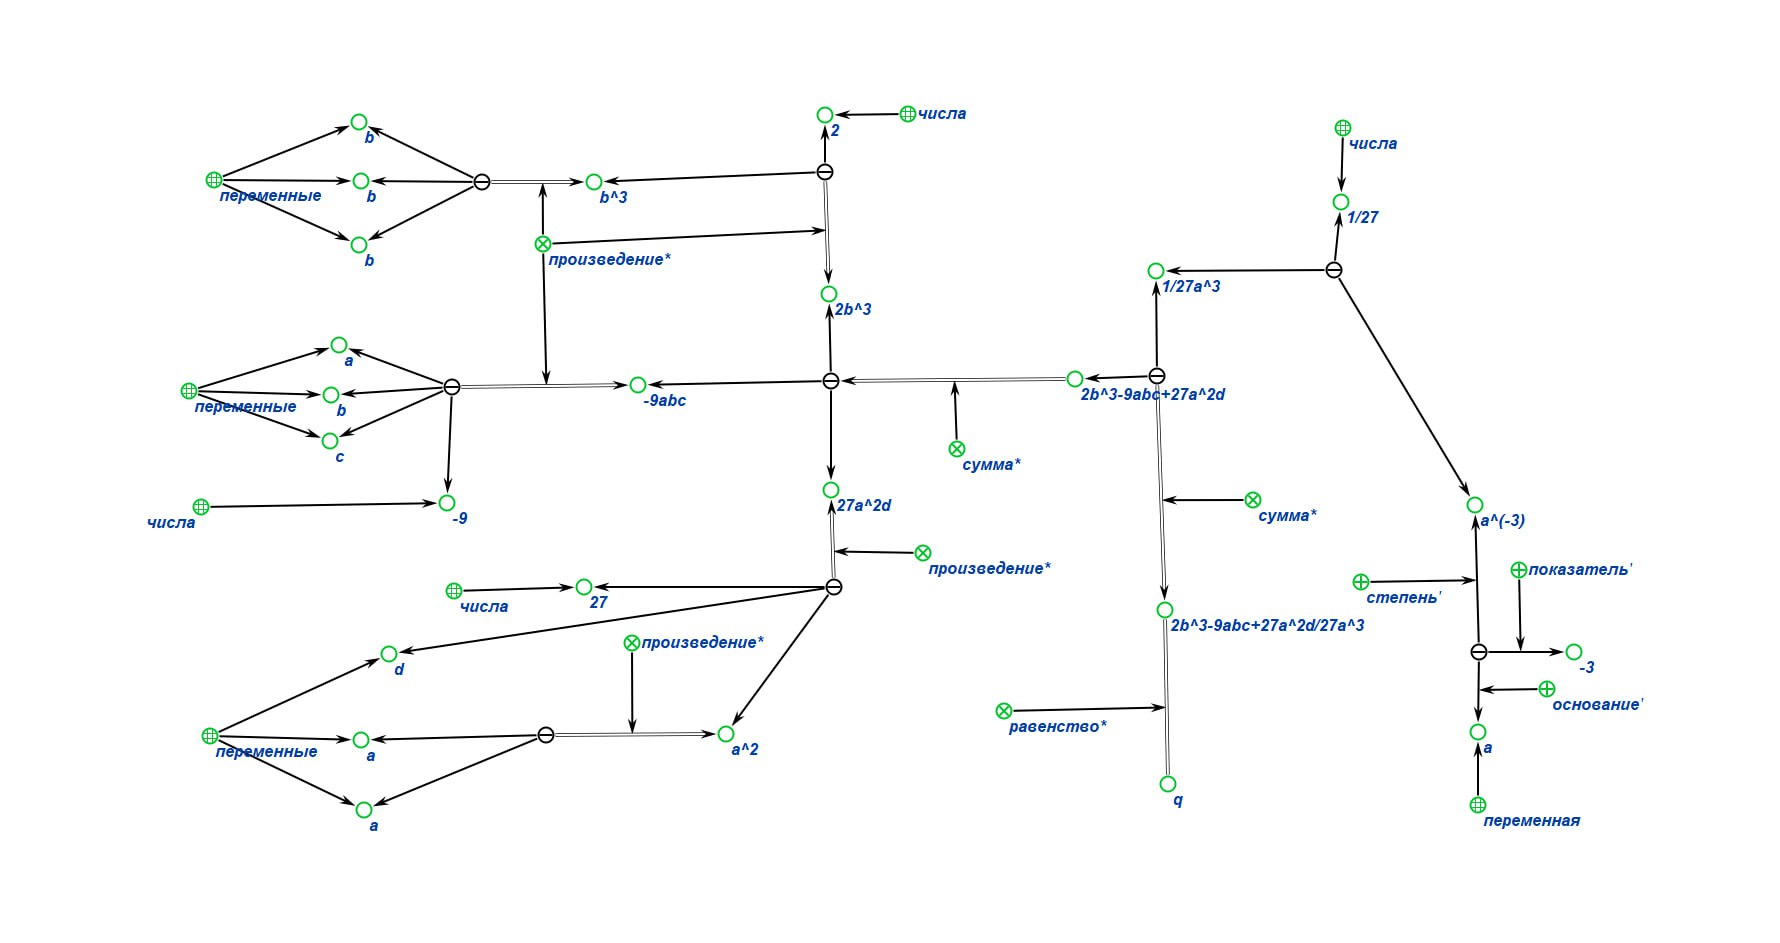 числа
b
2
числа
b
переменные
b^3
1/27
b
произведение*
1/27a^3
2b^3
a
2b^3-9abc+27a^2d
переменные
b
-9abc
c
сумма*
27a^2d
числа
-9
сумма*
a^(-3)
произведение*
показатель'
числа
27
степень'
2b^3-9abc+27a^2d/27a^3
произведение*
d
-3
основание'
равенство*
переменные
a
a^2
a
q
a
переменная